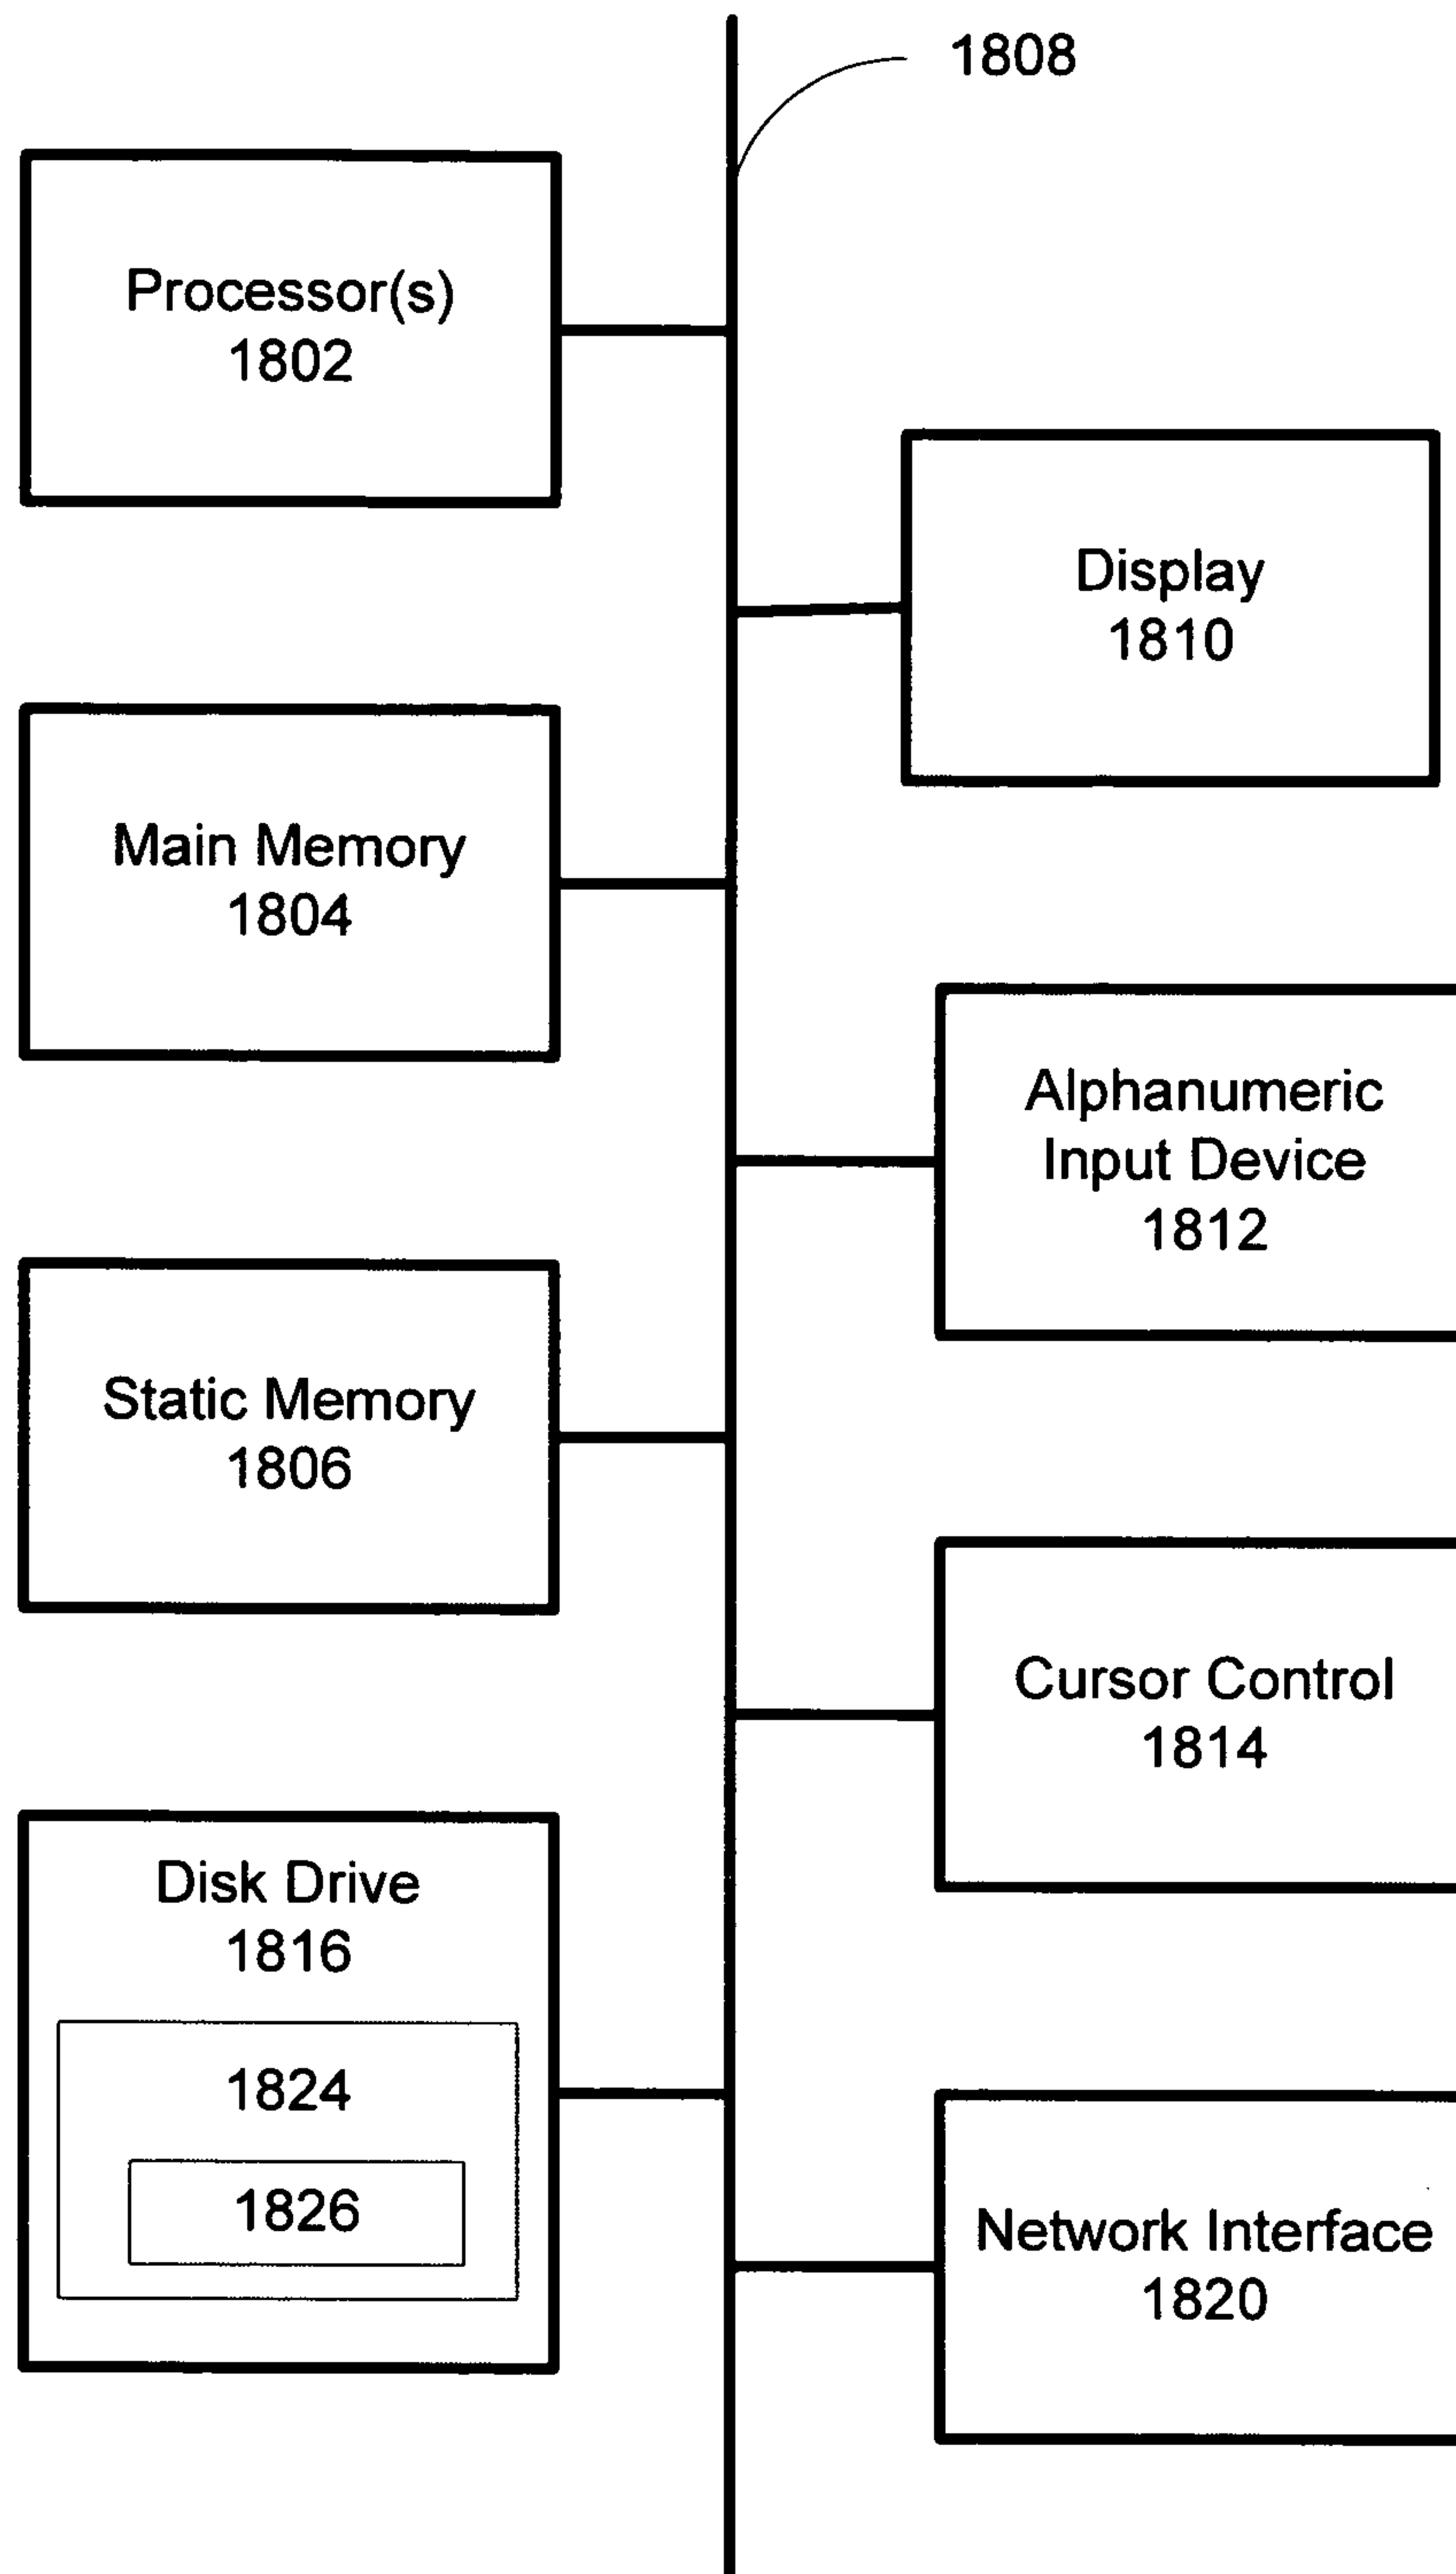 1808
Processor(s)
1802
Display
1810
Main Memory
1804
Alphanumeric
Input Device
1812
Static Memory
1806
Cursor Control
1814
Disk Drive
1816
1824
1826
Network Interface
1820